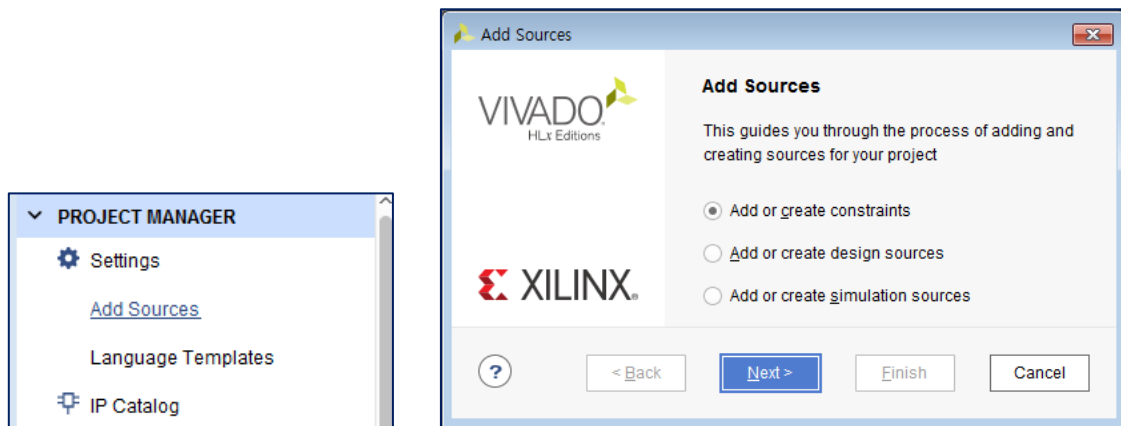 PROJECT MANAGER
Settings
Add Sources
Language Templates
IP Catalog
Add Sources
VIVADO.
HLx Editions
XILINX.
Add Sources
This guides you through the process of adding and
creating sources for your project
Add or create constraints
Add or create design sources
Add or create simulation sources
?
< Back
Next >
Finish
Cancel